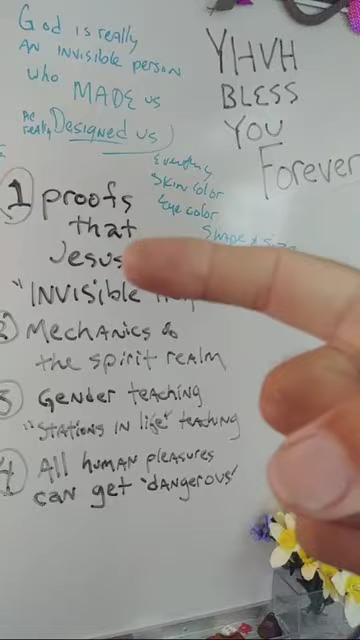 God is really
AN INVISIBLE person
who MADE us
He really Designed us
Everything
Skin color
Eye color
Shape & size
YHVH
BLESS
YOU
Forever
1 proofs
that
Jesus
"INVISIBLE
2 Mechanics of
the spirit realm
3 Gender teaching
"STATIONS IN life" teaching
4 All human pleasures
can get "dangerous"